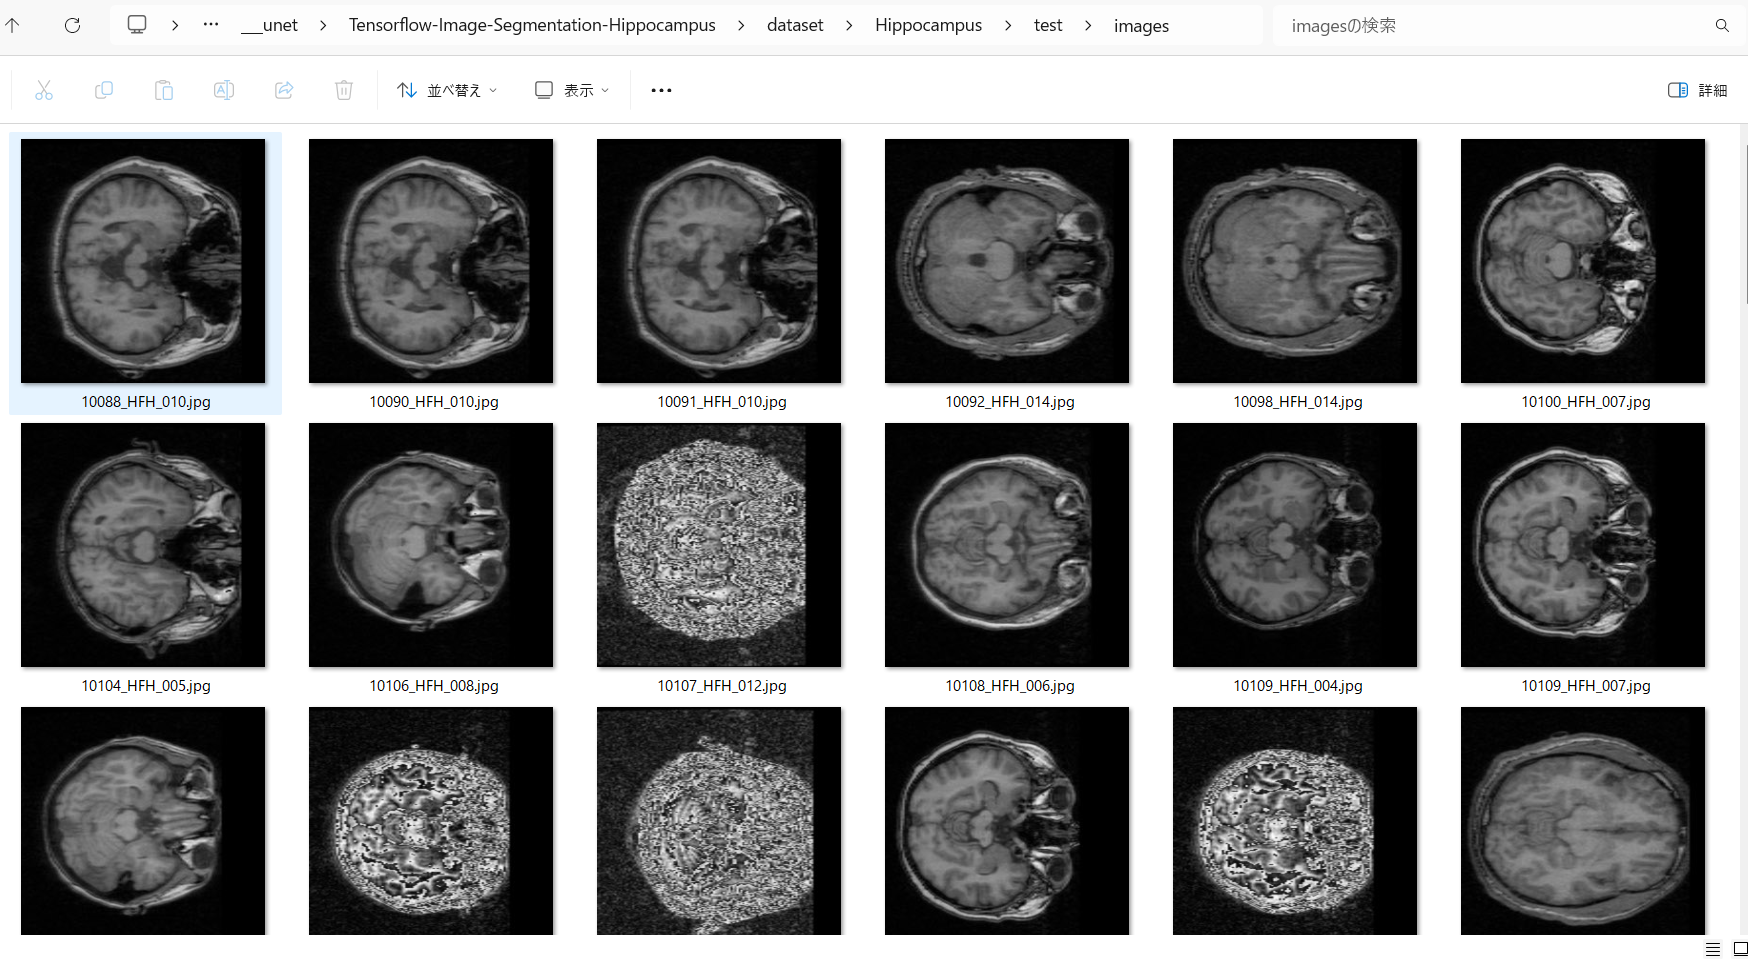 … __unet Tensorflow-Image-Segmentation-Hippocampus dataset Hippocampus test images imagesの検索
並べ替え 表示 詳細
10088_HFH_010.jpg 10090_HFH_010.jpg 10091_HFH_010.jpg 10092_HFH_014.jpg 10098_HFH_014.jpg 10100_HFH_007.jpg
10104_HFH_005.jpg 10106_HFH_008.jpg 10107_HFH_012.jpg 10108_HFH_006.jpg 10109_HFH_004.jpg 10109_HFH_007.jpg